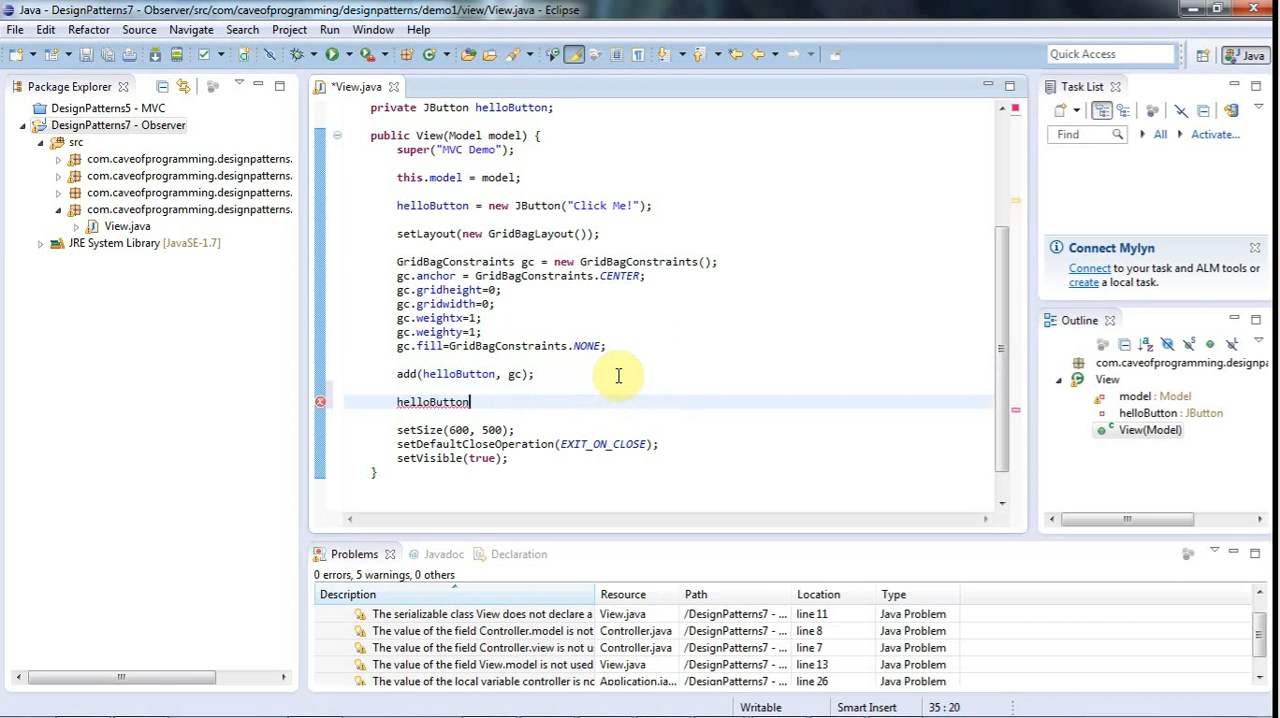 Java - DesignPatterns7 - Observer/src/com/caveofprogramming/designpatterns/demo1/view/View.java - Eclipse
File Edit Refactor Source Navigate Search Project Run Window Help
Quick Access Java
Package Explorer
DesignPatterns5 - MVC
DesignPatterns7 - Observer
src
com.caveofprogramming.designpatterns.
com.caveofprogramming.designpatterns.
com.caveofprogramming.designpatterns.
com.caveofprogramming.designpatterns.
View.java
JRE System Library [JavaSE-1.7]
*View.java
private JButton helloButton;
public View(Model model) {
super("MVC Demo");
this.model = model;
helloButton = new JButton("Click Me!");
setLayout(new GridBagLayout());
GridBagConstraints gc = new GridBagConstraints();
gc.anchor = GridBagConstraints.CENTER;
gc.gridheight=0;
gc.gridwidth=0;
gc.weightx=1;
gc.weighty=1;
gc.fill=GridBagConstraints.NONE;
add(helloButton, gc);
helloButton
setSize(600, 500);
setDefaultCloseOperation(EXIT_ON_CLOSE);
setVisible(true);
}
Task List
Find All Activate...
Connect Mylyn
Connect to your task and ALM tools or
create a local task.
Outline
com.caveofprogramming.designp
View
model : Model
helloButton : JButton
View(Model)
Problems @ Javadoc Declaration
0 errors, 5 warnings, 0 others
Description Resource Path Location Type
The serializable class View does not declare a View.java /DesignPatterns7 - ... line 11 Java Problem
The value of the field Controller.model is not Controller.java /DesignPatterns7 - ... line 8 Java Problem
The value of the field Controller.view is not u Controller.java /DesignPatterns7 - ... line 7 Java Problem
The value of the field View.model is not used View.java /DesignPatterns7 - ... line 13 Java Problem
The value of the local variable controller is nc Application.ja... /DesignPatterns7 - ... line 26 Java Problem
Writable Smart Insert 35 : 20